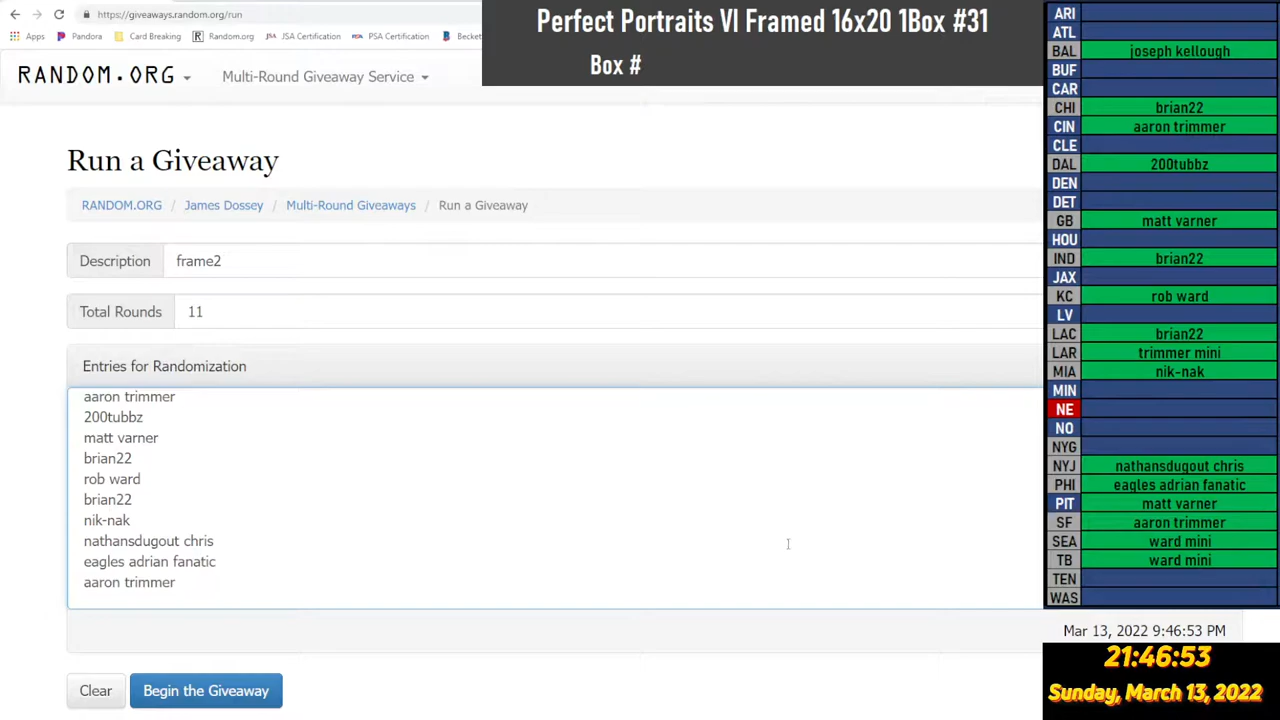 https://giveaways.random.org/run
Apps Pandora Card Breaking Random.org JSA Certification PSA Certification Becket
RANDOM.ORG Multi-Round Giveaway Service
Perfect Portraits VI Framed 16x20 1Box #31
Box #
Run a Giveaway
RANDOM.ORG / James Dossey / Multi-Round Giveaways / Run a Giveaway
Description frame2
Total Rounds 11
Entries for Randomization
aaron trimmer
200tubbz
matt varner
brian22
rob ward
brian22
nik-nak
nathansdugout chris
eagles adrian fanatic
aaron trimmer
Clear Begin the Giveaway
ARI
ATL
BAL joseph kellough
BUF
CAR
CHI brian22
CIN aaron trimmer
CLE
DAL 200tubbz
DEN
DET
GB matt varner
HOU
IND brian22
JAX
KC rob ward
LV
LAC brian22
LAR trimmer mini
MIA nik-nak
MIN
NE
NO
NYG
NYJ nathansdugout chris
PHI eagles adrian fanatic
PIT matt varner
SF aaron trimmer
SEA ward mini
TB ward mini
TEN
WAS
Mar 13, 2022 9:46:53 PM
21:46:53
Sunday, March 13, 2022